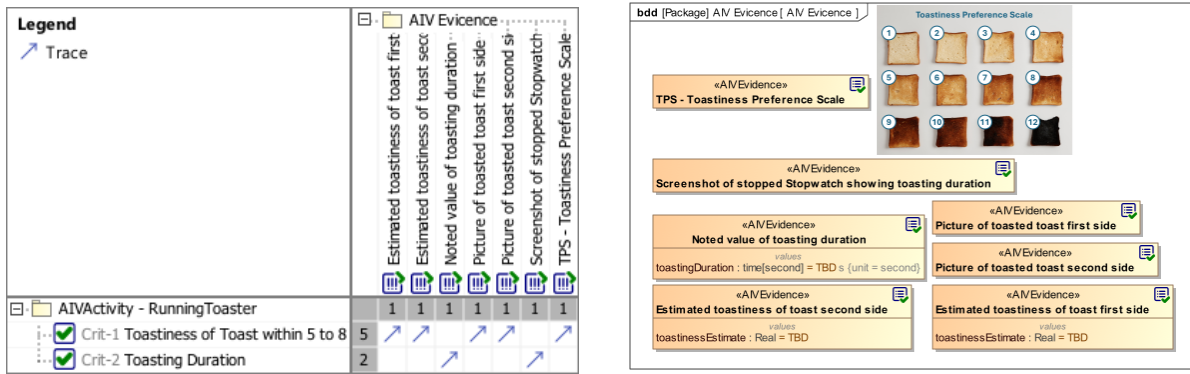 Legend
Trace
AIV Evicence
Estimated toastiness of toast first
Estimated toastiness of toast sec
Noted value of toasting duration
Picture of toasted toast first side
Picture of toasted toast second si
Screenshot of stopped Stopwatch
TPS - Toastiness Preference Scale
AIVActivity - RunningToaster 1 1 1 1 1 1 1
Crit-1 Toastiness of Toast within 5 to 8 5
Crit-2 Toasting Duration 2
bdd [Package] AIV Evicence [ AIV Evicence ]
Toastiness Preference Scale
1 2 3 4
5 6 7 8
9 10 11 12
«AIVEvidence»
TPS - Toastiness Preference Scale
«AIVEvidence»
Screenshot of stopped Stopwatch showing toasting duration
«AIVEvidence»
Noted value of toasting duration
values
toastingDuration : time[second] = TBD s {unit = second}
«AIVEvidence»
Picture of toasted toast first side
«AIVEvidence»
Picture of toasted toast second side
«AIVEvidence»
Estimated toastiness of toast second side
values
toastinessEstimate : Real = TBD
«AIVEvidence»
Estimated toastiness of toast first side
values
toastinessEstimate : Real = TBD